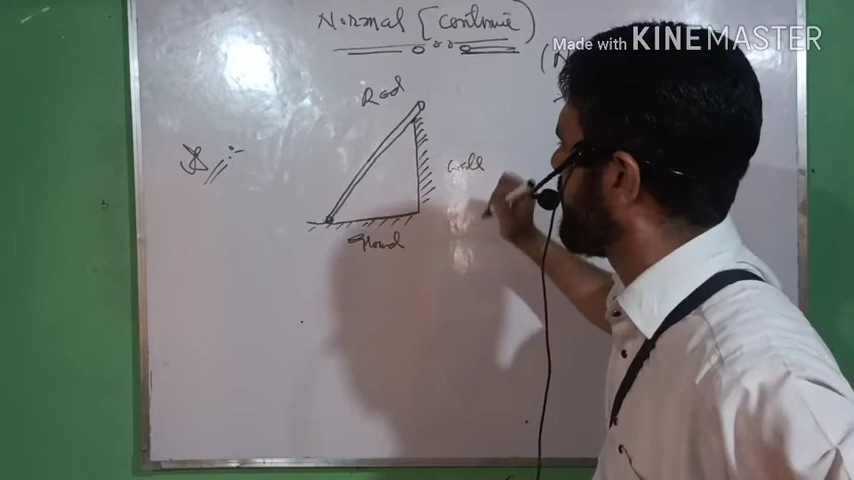 Normal (continue)
Made with KINEMASTER
(N
Rod
wall
Ground